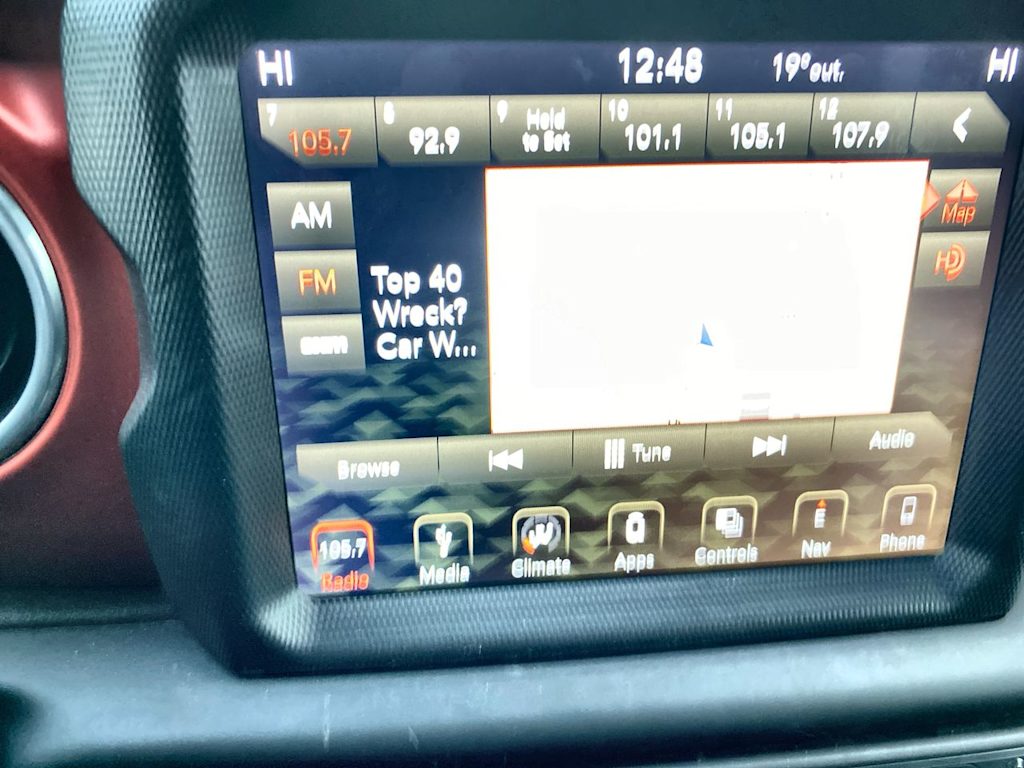 HI 12:48 19° out. HI
7 105.7
8 92.9
9 Hold to Set
10 101.1
11 105.1
12 107.9
AM
FM
Top 40
Wreck?
Car W...
Map
HD
Browse Tune Audio
105.7
Radio Media Climate Apps Controls Nav Phone